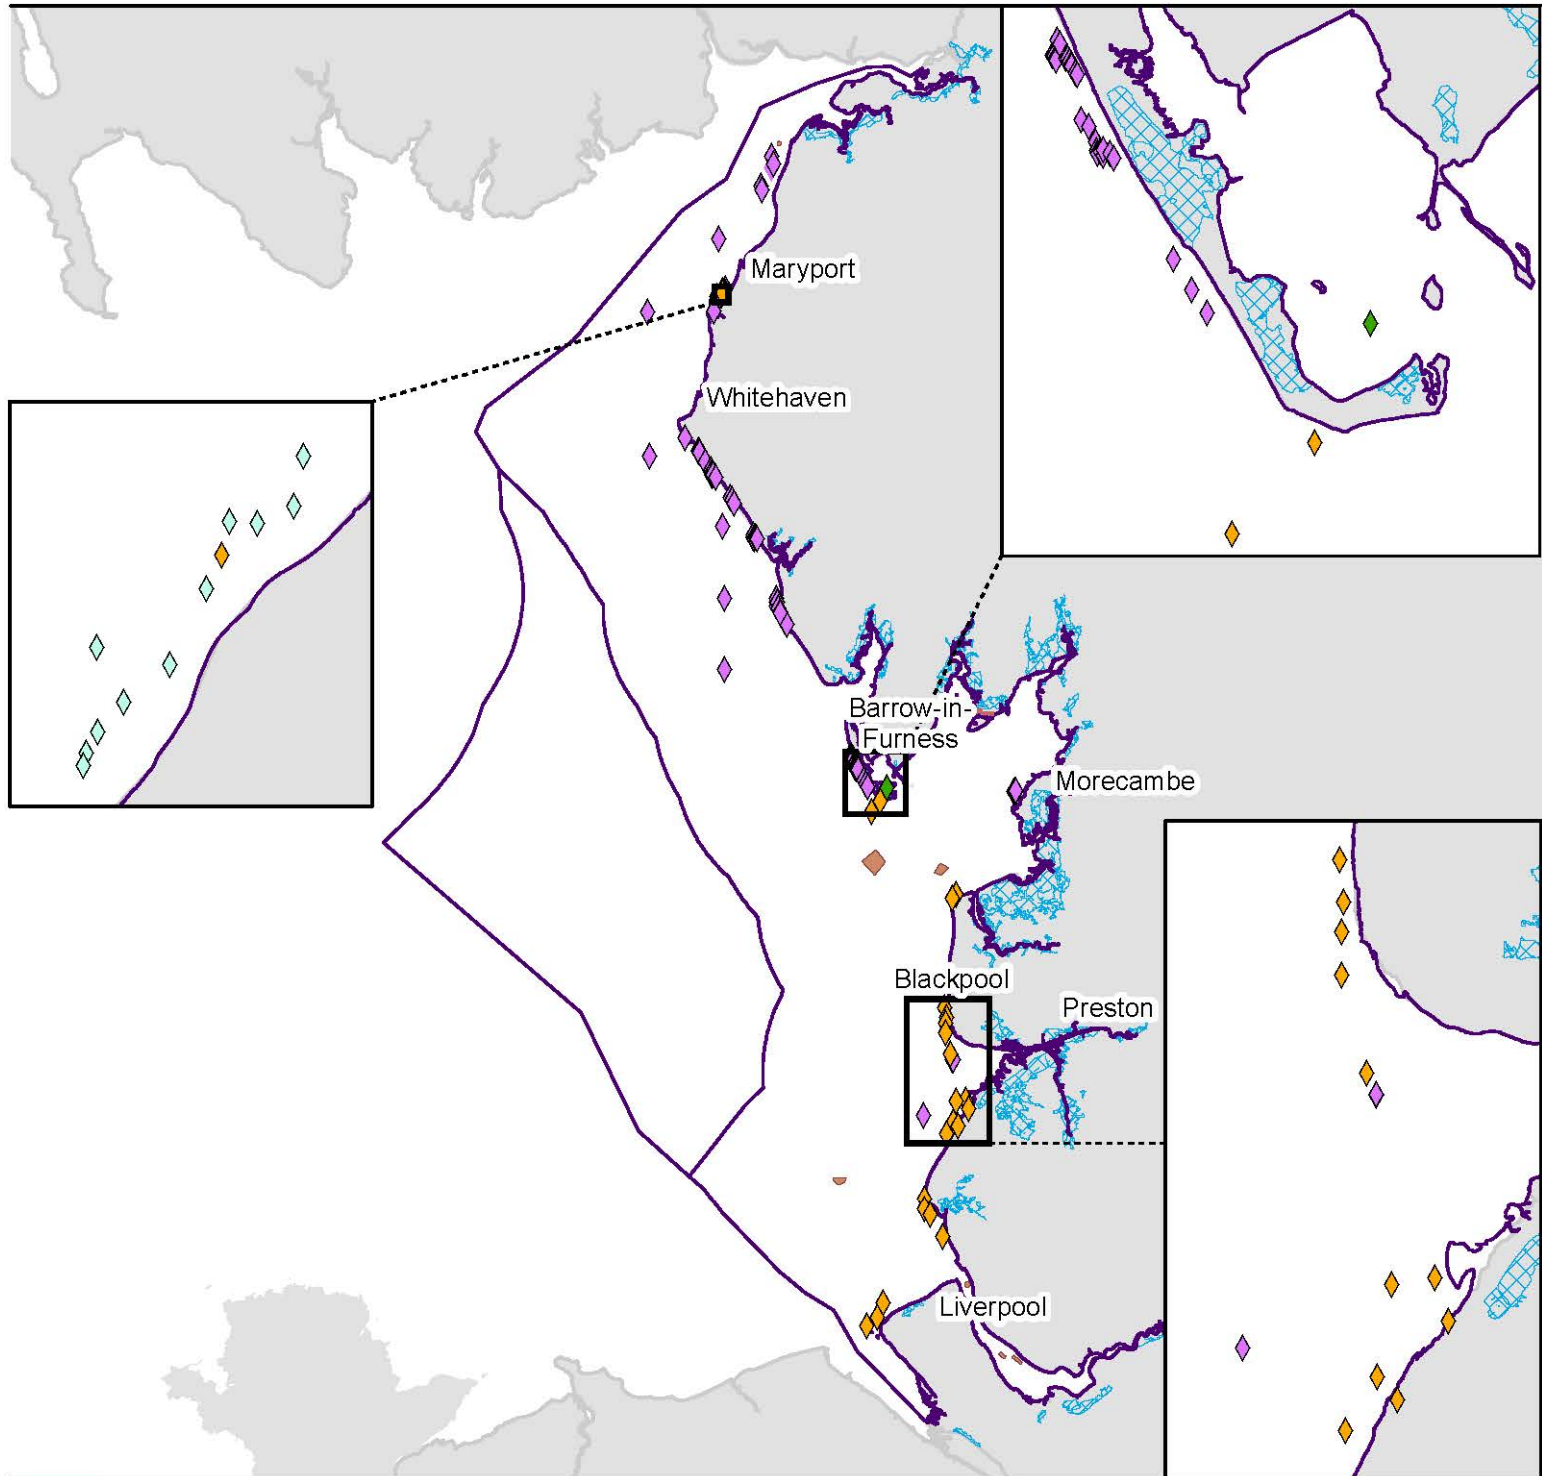 Maryport
Whitehaven
Barrow-in-
Furness
Morecambe
Blackpool
Preston
Liverpool